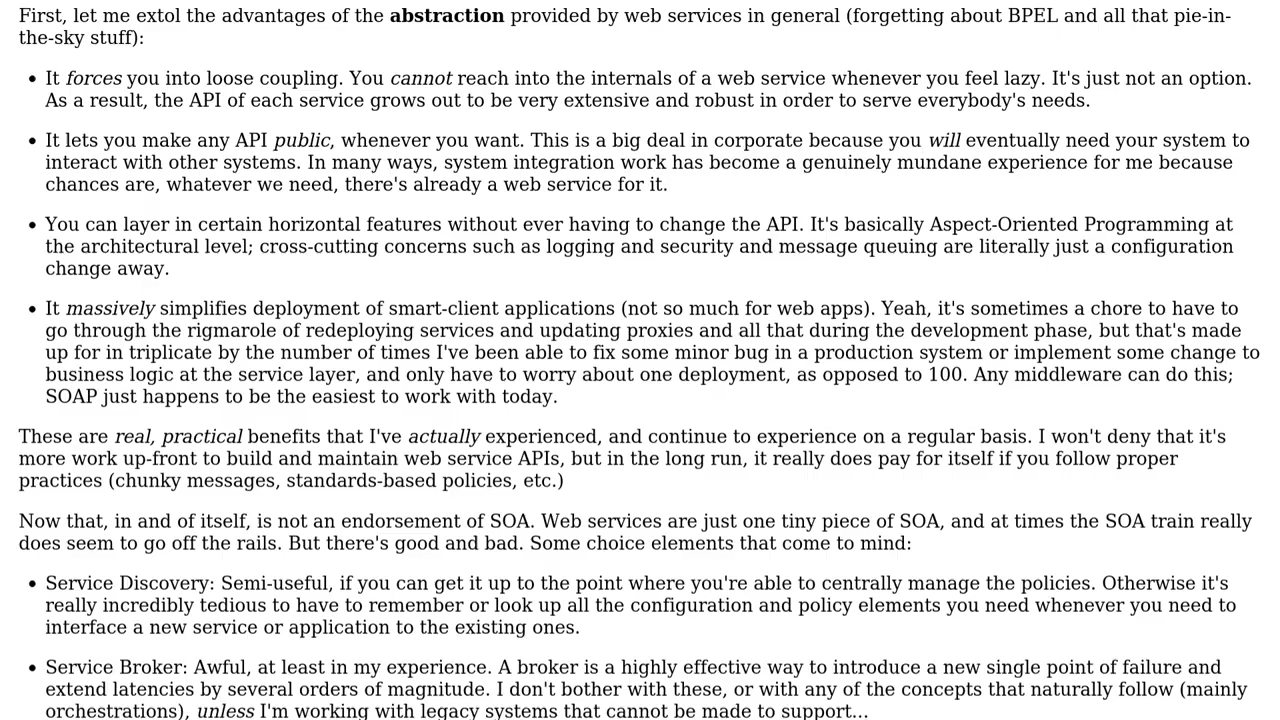 First, let me extol the advantages of the abstraction provided by web services in general (forgetting about BPEL and all that pie-in-
the-sky stuff):
• It forces you into loose coupling. You cannot reach into the internals of a web service whenever you feel lazy. It's just not an option.
As a result, the API of each service grows out to be very extensive and robust in order to serve everybody's needs.
• It lets you make any API public, whenever you want. This is a big deal in corporate because you will eventually need your system to
interact with other systems. In many ways, system integration work has become a genuinely mundane experience for me because
chances are, whatever we need, there's already a web service for it.
• You can layer in certain horizontal features without ever having to change the API. It's basically Aspect-Oriented Programming at
the architectural level; cross-cutting concerns such as logging and security and message queuing are literally just a configuration
change away.
• It massively simplifies deployment of smart-client applications (not so much for web apps). Yeah, it's sometimes a chore to have to
go through the rigmarole of redeploying services and updating proxies and all that during the development phase, but that's made
up for in triplicate by the number of times I've been able to fix some minor bug in a production system or implement some change to
business logic at the service layer, and only have to worry about one deployment, as opposed to 100. Any middleware can do this;
SOAP just happens to be the easiest to work with today.
These are real, practical benefits that I've actually experienced, and continue to experience on a regular basis. I won't deny that it's
more work up-front to build and maintain web service APIs, but in the long run, it really does pay for itself if you follow proper
practices (chunky messages, standards-based policies, etc.)
Now that, in and of itself, is not an endorsement of SOA. Web services are just one tiny piece of SOA, and at times the SOA train really
does seem to go off the rails. But there's good and bad. Some choice elements that come to mind:
• Service Discovery: Semi-useful, if you can get it up to the point where you're able to centrally manage the policies. Otherwise it's
really incredibly tedious to have to remember or look up all the configuration and policy elements you need whenever you need to
interface a new service or application to the existing ones.
• Service Broker: Awful, at least in my experience. A broker is a highly effective way to introduce a new single point of failure and
extend latencies by several orders of magnitude. I don't bother with these, or with any of the concepts that naturally follow (mainly
orchestrations), unless I'm working with legacy systems that cannot be made to support...